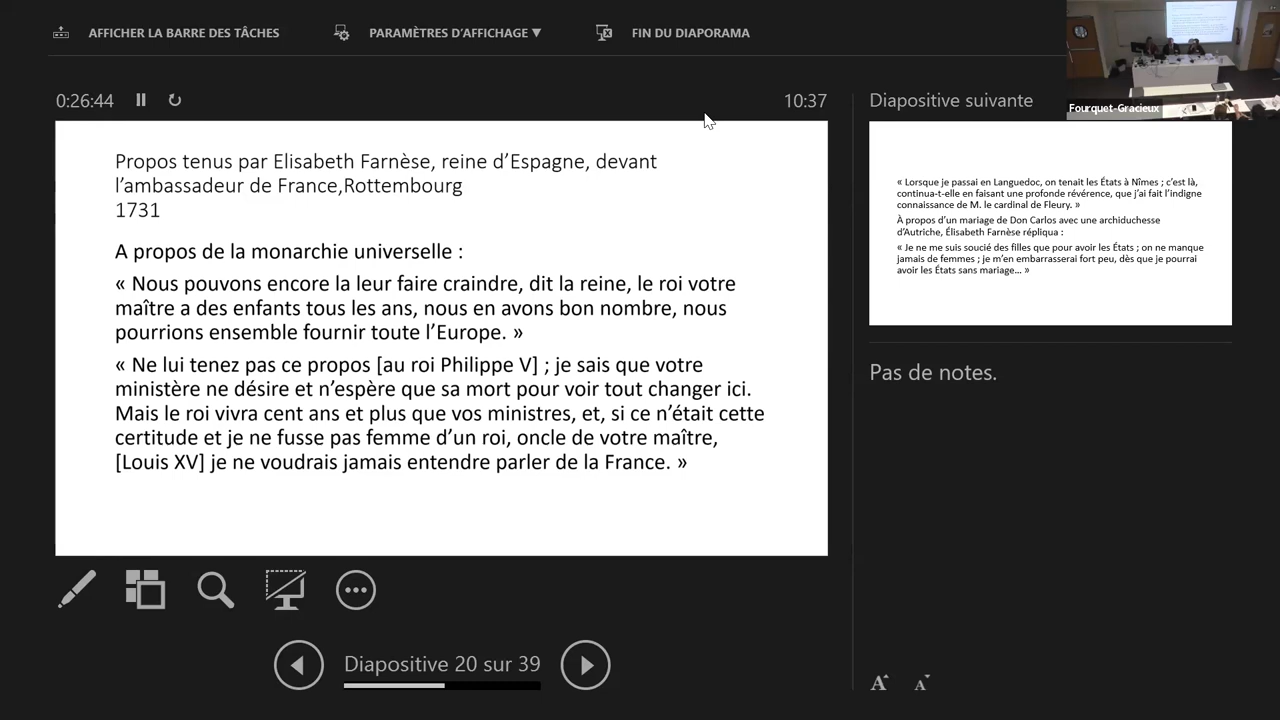 AFFICHER LA BARRE DES TÂCHES
PARAMÈTRES D'AFFICHAGE ▼
FIN DU DIAPORAMA
Fourquet-Gracieux
0:26:44
10:37
Propos tenus par Elisabeth Farnèse, reine d’Espagne, devant
l’ambassadeur de France,Rottembourg
1731
A propos de la monarchie universelle :
« Nous pouvons encore la leur faire craindre, dit la reine, le roi votre
maître a des enfants tous les ans, nous en avons bon nombre, nous
pourrions ensemble fournir toute l’Europe. »
« Ne lui tenez pas ce propos [au roi Philippe V] ; je sais que votre
ministère ne désire et n’espère que sa mort pour voir tout changer ici.
Mais le roi vivra cent ans et plus que vos ministres, et, si ce n’était cette
certitude et je ne fusse pas femme d’un roi, oncle de votre maître,
[Louis XV] je ne voudrais jamais entendre parler de la France. »
Diapositive 20 sur 39
Diapositive suivante
« Lorsque je passai en Languedoc, on tenait les États à Nîmes ; c’est là,
continua-t-elle en faisant une profonde révérence, que j’ai fait l’indigne
connaissance de M. le cardinal de Fleury. »
À propos d’un mariage de Don Carlos avec une archiduchesse
d’Autriche, Élisabeth Farnèse répliqua :
« Je ne me suis soucié des filles que pour avoir les États ; on ne manque
jamais de femmes ; je m’en embarrasserai fort peu, dès que je pourrai
avoir les États sans mariage... »
Pas de notes.
A A